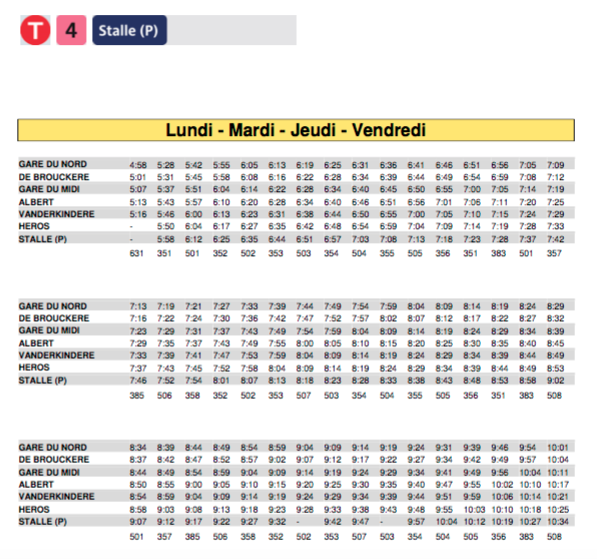 T 4 Stalle (P)
Lundi - Mardi - Jeudi - Vendredi
GARE DU NORD 4:58 5:28 5:42 5:55 6:05 6:13 6:19 6:25 6:31 6:36 6:41 6:46 6:51 6:56 7:05 7:09
DE BROUCKERE 5:01 5:31 5:45 5:58 6:08 6:16 6:22 6:28 6:34 6:39 6:44 6:49 6:54 6:59 7:08 7:12
GARE DU MIDI 5:07 5:37 5:51 6:04 6:14 6:22 6:28 6:34 6:40 6:45 6:50 6:55 7:00 7:05 7:14 7:19
ALBERT 5:13 5:43 5:57 6:10 6:20 6:28 6:34 6:40 6:46 6:51 6:56 7:01 7:06 7:11 7:20 7:25
VANDERKINDERE 5:16 5:46 6:00 6:13 6:23 6:31 6:38 6:44 6:50 6:55 7:00 7:05 7:10 7:15 7:24 7:29
HEROS - 5:50 6:04 6:17 6:27 6:35 6:42 6:48 6:54 6:59 7:04 7:09 7:14 7:19 7:28 7:33
STALLE (P) - 5:58 6:12 6:25 6:35 6:44 6:51 6:57 7:03 7:08 7:13 7:18 7:23 7:28 7:37 7:42
631 351 501 352 502 353 503 354 504 355 505 356 351 383 501 357
GARE DU NORD 7:13 7:19 7:21 7:27 7:33 7:39 7:44 7:49 7:54 7:59 8:04 8:09 8:14 8:19 8:24 8:29
DE BROUCKERE 7:16 7:22 7:24 7:30 7:36 7:42 7:47 7:52 7:57 8:02 8:07 8:12 8:17 8:22 8:27 8:32
GARE DU MIDI 7:23 7:29 7:31 7:37 7:43 7:49 7:54 7:59 8:04 8:09 8:14 8:19 8:24 8:29 8:34 8:39
ALBERT 7:29 7:35 7:37 7:43 7:49 7:55 8:00 8:05 8:10 8:15 8:20 8:25 8:30 8:35 8:40 8:45
VANDERKINDERE 7:33 7:39 7:41 7:47 7:53 7:59 8:04 8:09 8:14 8:19 8:24 8:29 8:34 8:39 8:44 8:49
HEROS 7:37 7:43 7:45 7:52 7:58 8:04 8:09 8:14 8:19 8:24 8:29 8:34 8:39 8:44 8:49 8:53
STALLE (P) 7:46 7:52 7:54 8:01 8:07 8:13 8:18 8:23 8:28 8:33 8:38 8:43 8:48 8:53 8:58 9:02
385 506 358 352 502 353 507 503 354 504 355 505 356 351 383 508
GARE DU NORD 8:34 8:39 8:44 8:49 8:54 8:59 9:04 9:09 9:14 9:19 9:24 9:31 9:39 9:46 9:54 10:01
DE BROUCKERE 8:37 8:42 8:47 8:52 8:57 9:02 9:07 9:12 9:17 9:22 9:27 9:34 9:42 9:49 9:57 10:04
GARE DU MIDI 8:44 8:49 8:54 8:59 9:04 9:09 9:14 9:19 9:24 9:29 9:34 9:41 9:49 9:56 10:04 10:11
ALBERT 8:50 8:55 9:00 9:05 9:10 9:15 9:20 9:25 9:30 9:35 9:40 9:47 9:55 10:02 10:10 10:17
VANDERKINDERE 8:54 8:59 9:04 9:09 9:14 9:19 9:24 9:29 9:34 9:39 9:44 9:51 9:59 10:06 10:14 10:21
HEROS 8:58 9:03 9:08 9:13 9:18 9:23 9:28 9:33 9:38 9:43 9:48 9:55 10:03 10:10 10:18 10:25
STALLE (P) 9:07 9:12 9:17 9:22 9:27 9:32 - 9:42 9:47 - 9:57 10:04 10:12 10:19 10:27 10:34
501 357 385 506 358 352 502 353 507 503 354 504 505 356 383 508